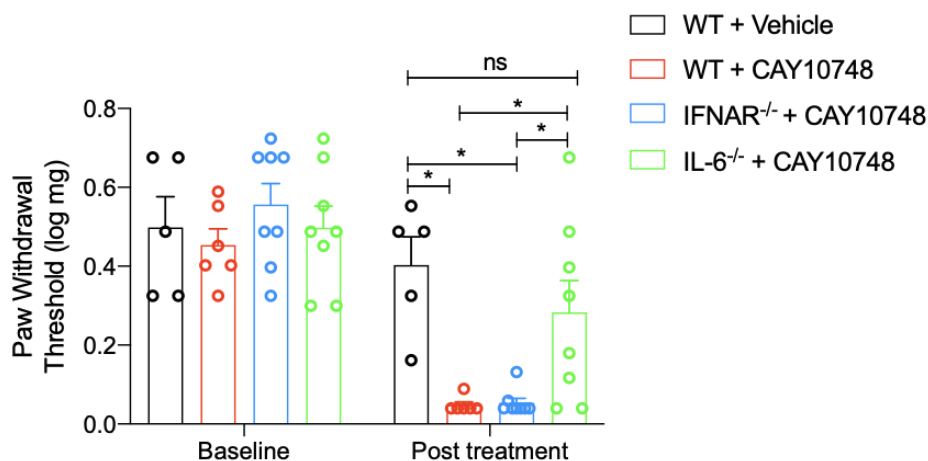 WT + Vehicle
WT + CAY10748
IFNAR-/- + CAY10748
IL-6-/- + CAY10748
ns
*
*
*
*
Paw Withdrawal
Threshold (log mg)
0.8
0.6
0.4
0.2
0.0
Baseline
Post treatment